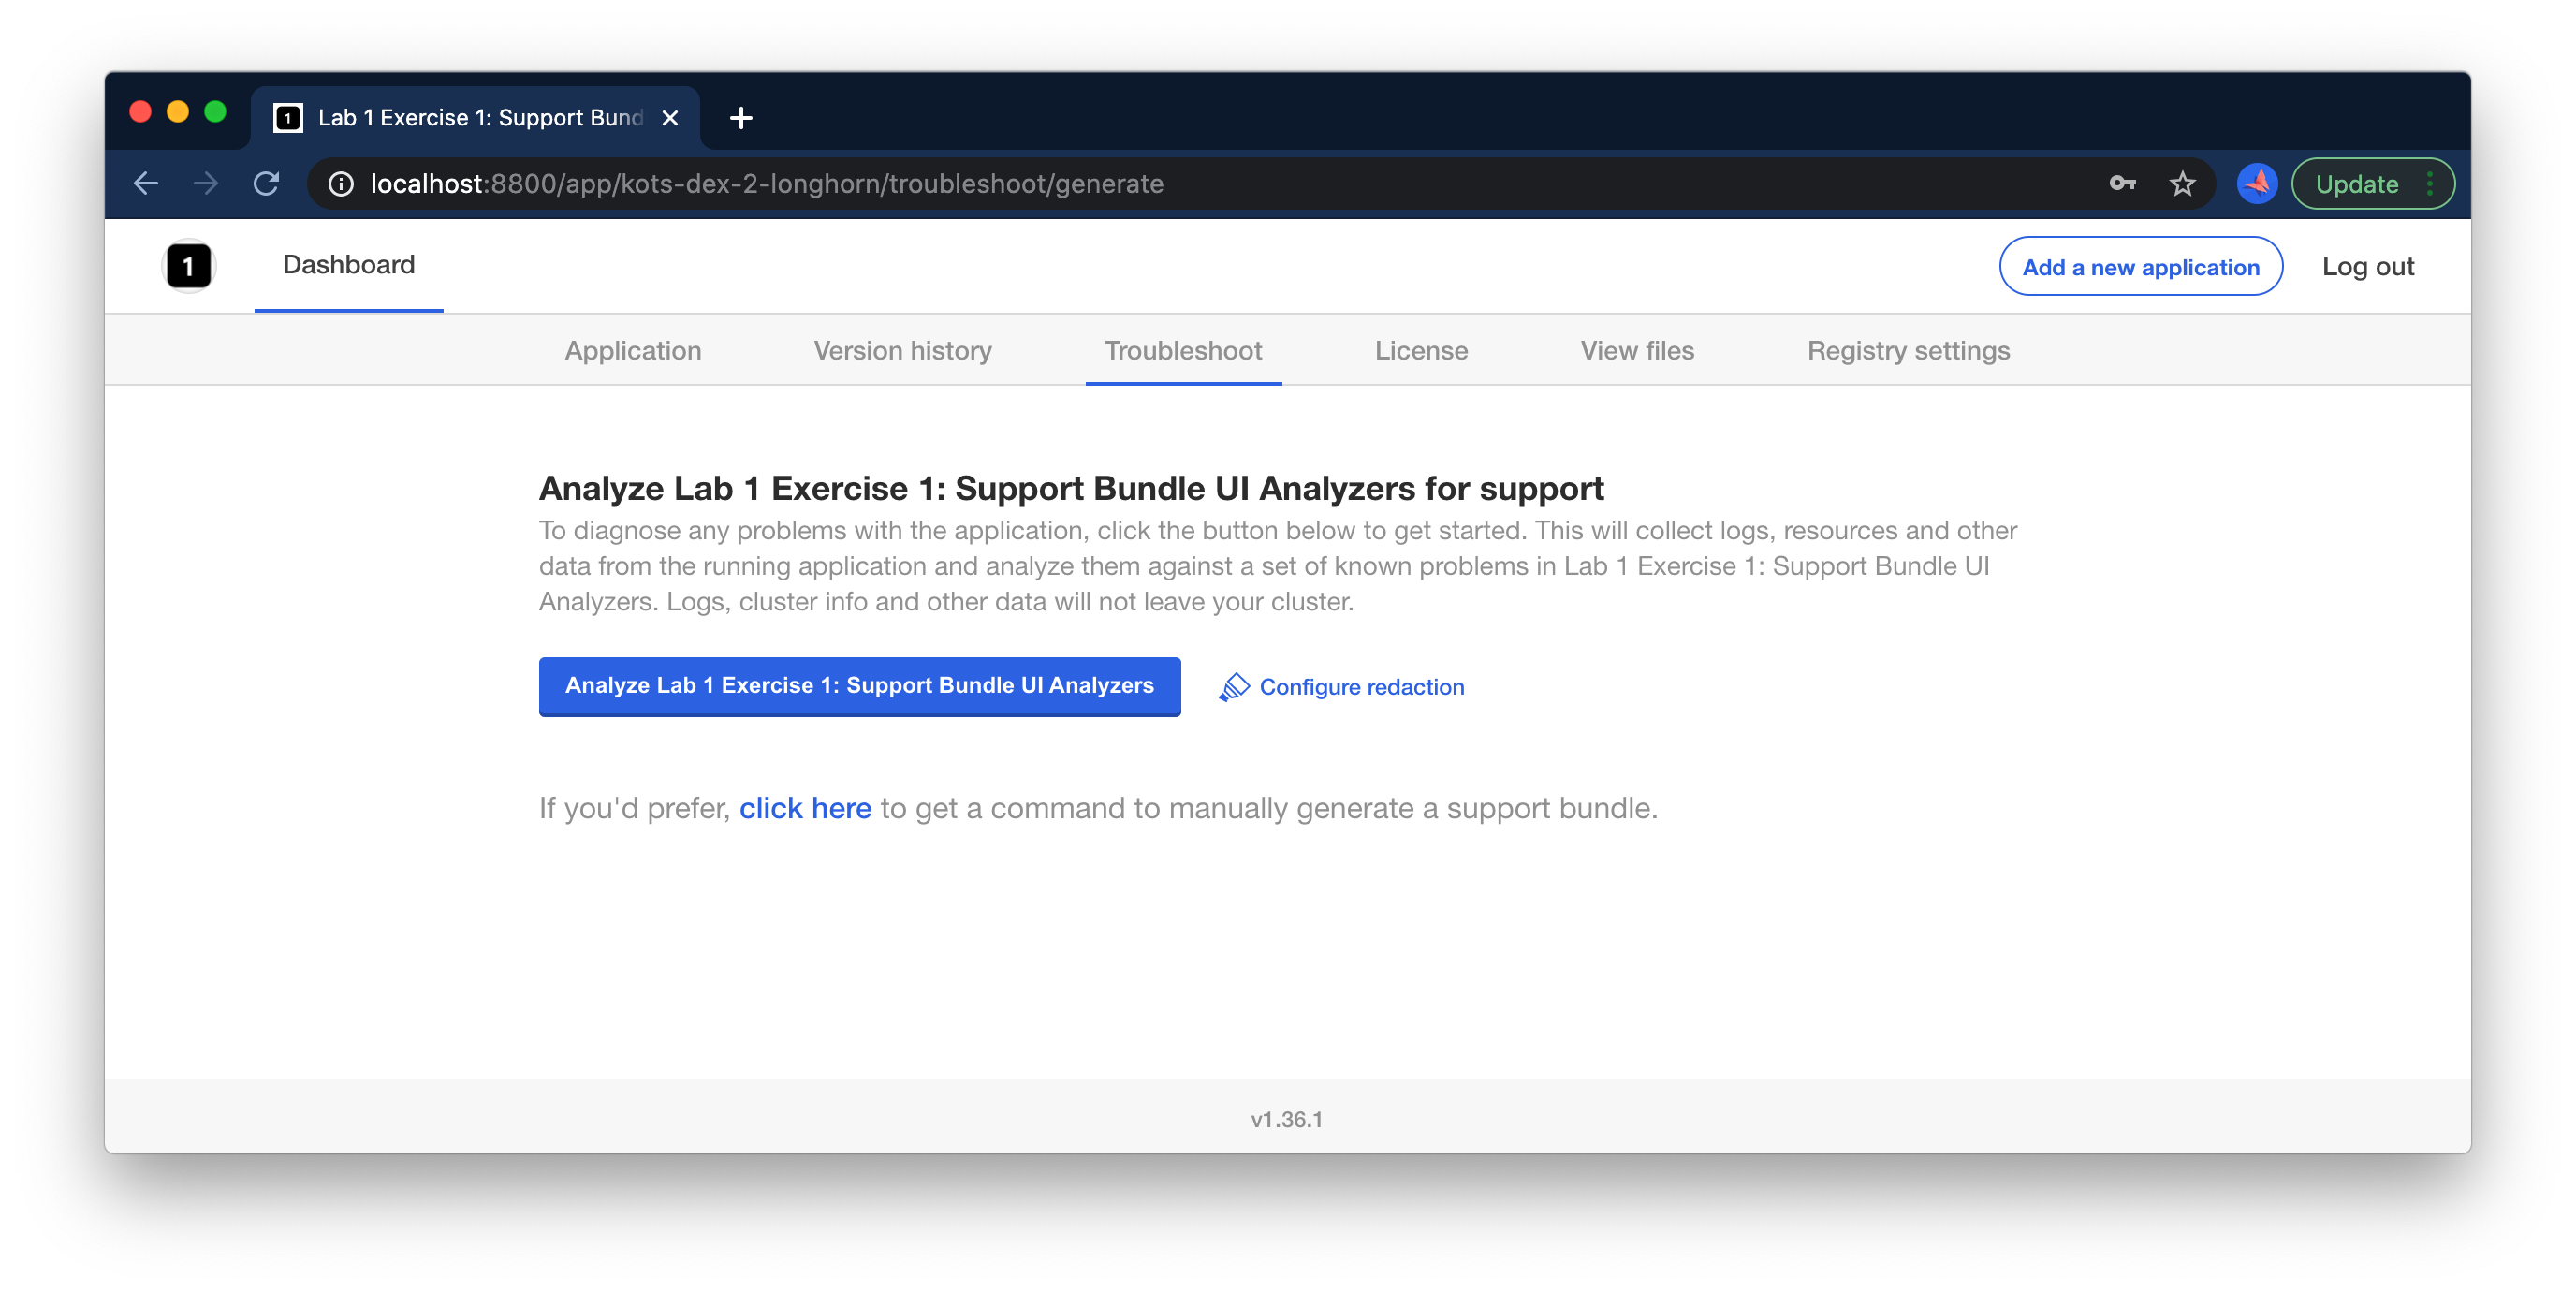 1 Lab 1 Exercise 1: Support Bund
localhost:8800/app/kots-dex-2-longhorn/troubleshoot/generate
Update
1 Dashboard
Add a new application
Log out
Application
Version history
Troubleshoot
License
View files
Registry settings
Analyze Lab 1 Exercise 1: Support Bundle UI Analyzers for support
To diagnose any problems with the application, click the button below to get started. This will collect logs, resources and other
data from the running application and analyze them against a set of known problems in Lab 1 Exercise 1: Support Bundle UI
Analyzers. Logs, cluster info and other data will not leave your cluster.
Analyze Lab 1 Exercise 1: Support Bundle UI Analyzers
Configure redaction
If you'd prefer, click here to get a command to manually generate a support bundle.
v1.36.1